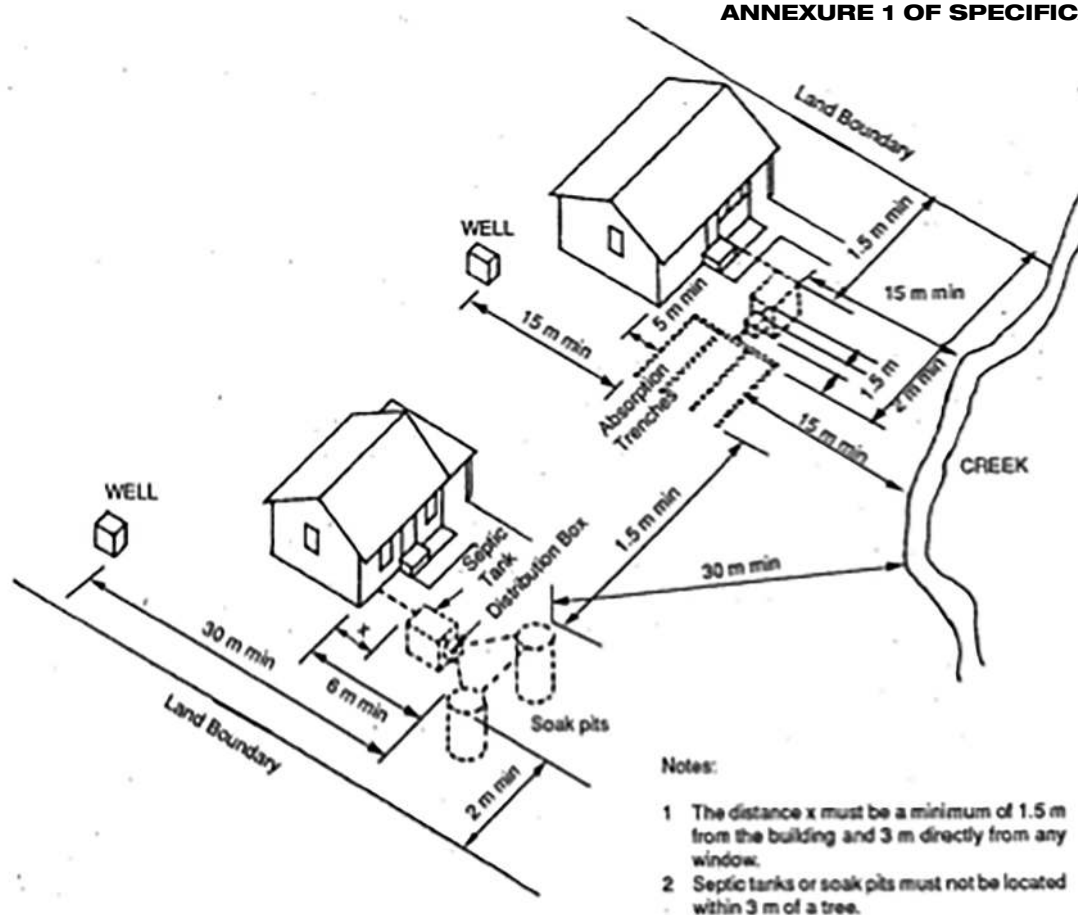 ANNEXURE 1 OF SPECIFIC
Land Boundary
WELL
1.5 m min
15 m min
5 m min
15 m min
1.5 m
2 m min
Absorption
Trenches
15 m min
CREEK
WELL
1.5 m min
Septic
Tank
Distribution Box
30 m min
x
30 m min
6 m min
Land Boundary
Soak pits
2 m min
Notes:
1 The distance x must be a minimum of 1.5 m
from the building and 3 m directly from any
window.
2 Septic tanks or soak pits must not be located
within 3 m of a tree.